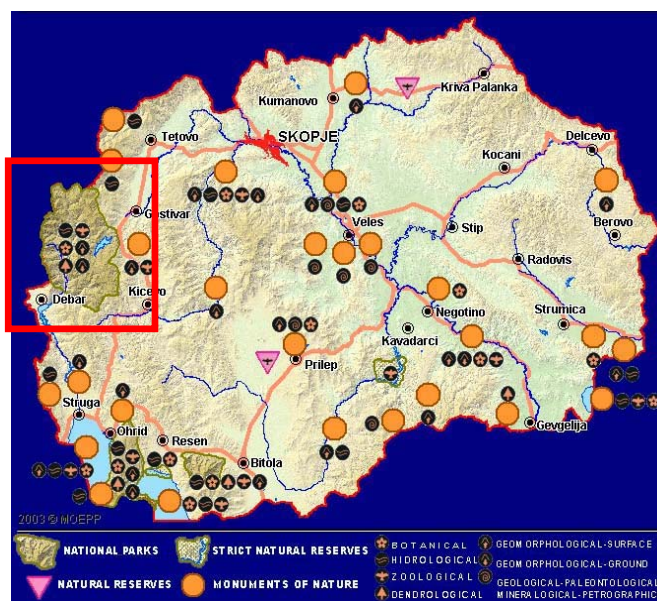 Kriva Palanka
Kumanovo
SKOPJE
Tetovo
Delcevo
Kocani
Gostivar
Veles
Stip
Berovo
Radovis
Debar
Kicevo
Negotino
Strumica
Kavadarci
Prilep
Struga
Ohrid
Resen
Bitola
Gevgelija
2003 © MOEPP
NATIONAL PARKS
STRICT NATURAL RESERVES
NATURAL RESERVES
MONUMENTS OF NATURE
BOTANICAL
HIDROLOGICAL
ZOOLOGICAL
DENDROLOGICAL
GEOMORPHOLOGICAL-SURFACE
GEOMORPHOLOGICAL-GROUND
GEOLOGICAL-PALEONTOLOGICAL
MINERALOGICAL-PETROGRAPHIC